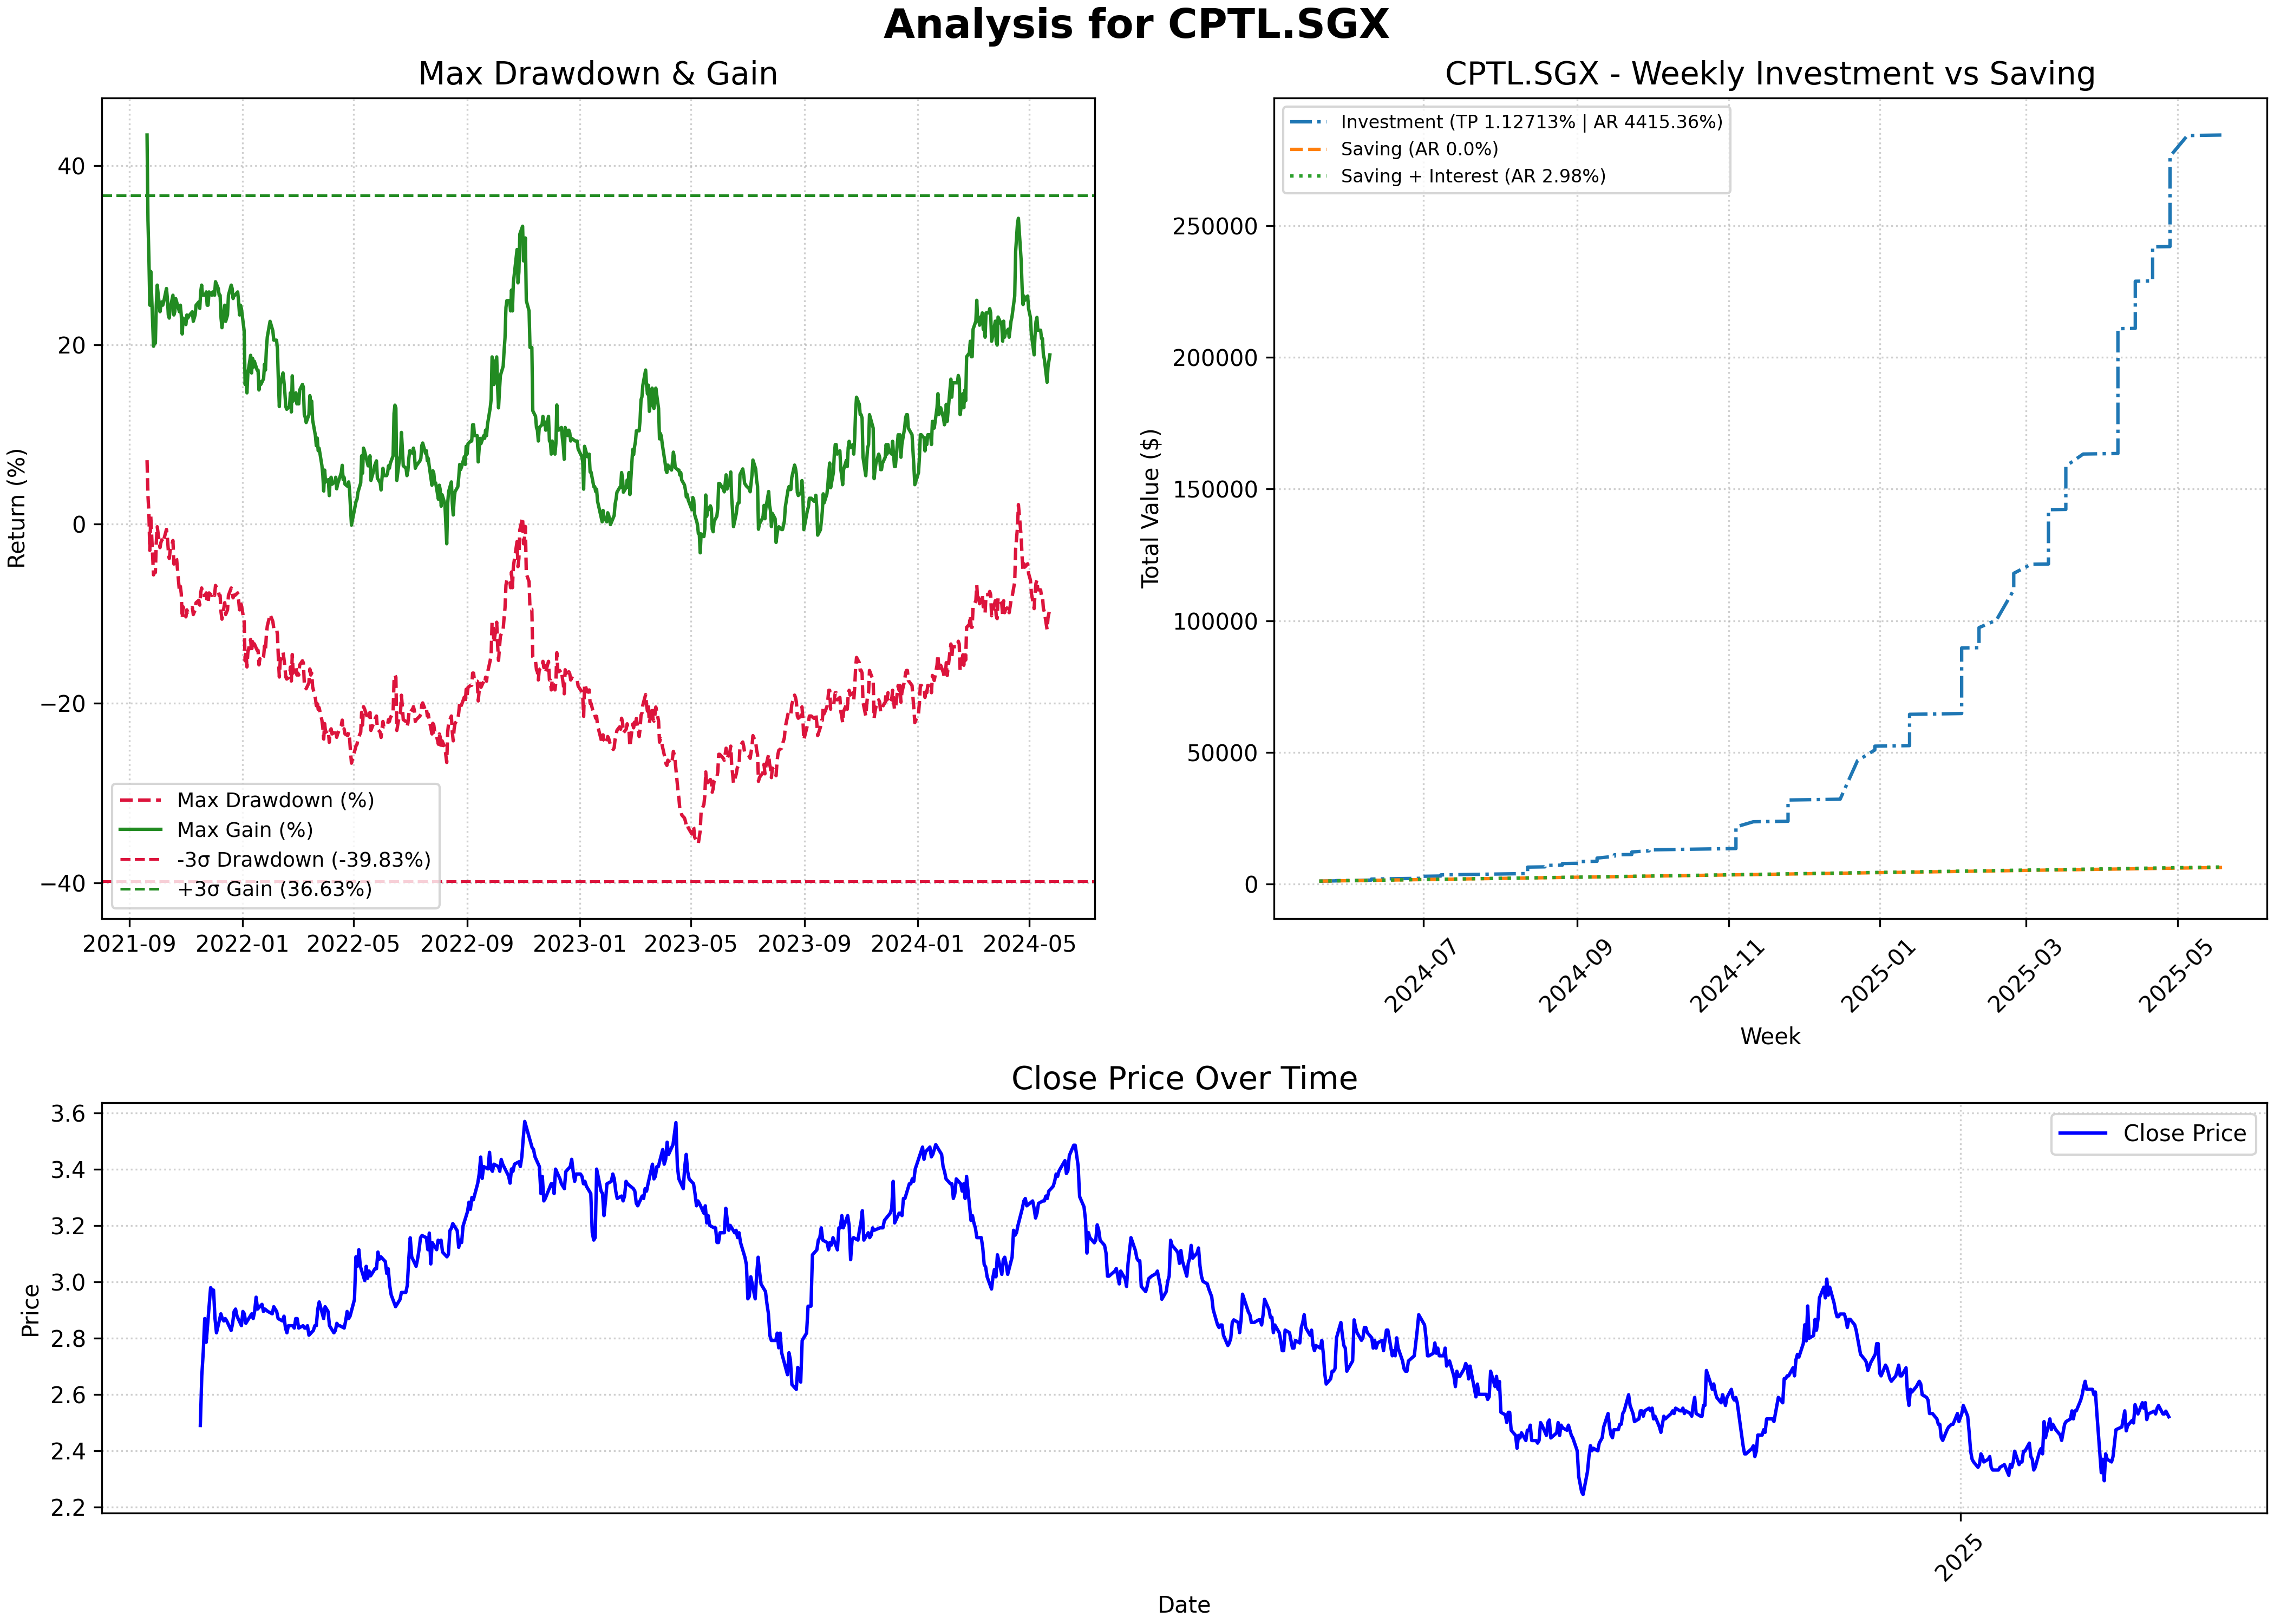 Analysis for CPTL.SGX
Max Drawdown & Gain
Return (%)
40
20
0
−20
−40
Max Drawdown (%)
Max Gain (%)
-3σ Drawdown (-39.83%)
+3σ Gain (36.63%)
2021-09
2022-01
2022-05
2022-09
2023-01
2023-05
2023-09
2024-01
2024-05
CPTL.SGX - Weekly Investment vs Saving
Total Value ($)
250000
200000
150000
100000
50000
0
Investment (TP 1.12713% | AR 4415.36%)
Saving (AR 0.0%)
Saving + Interest (AR 2.98%)
2024-07
2024-09
2024-11
2025-01
2025-03
2025-05
Week
Close Price Over Time
Price
3.6
3.4
3.2
3.0
2.8
2.6
2.4
2.2
Close Price
2025
Date